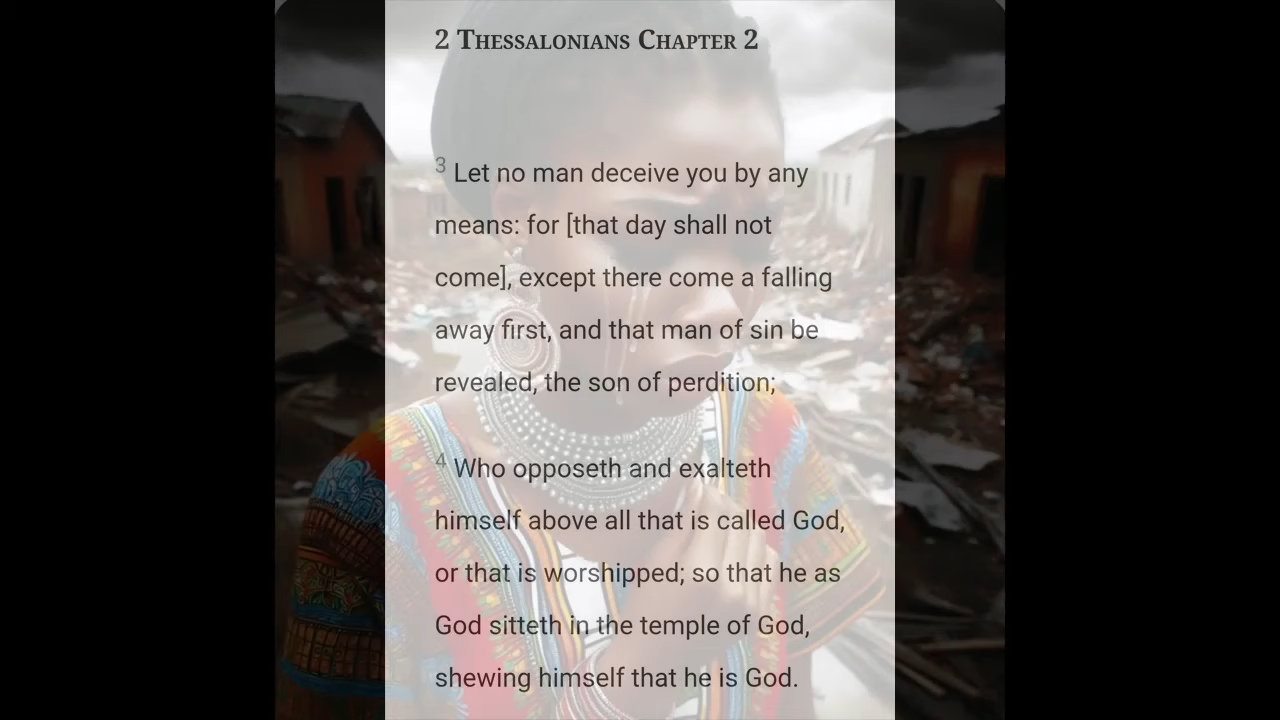 2 Thessalonians Chapter 2
3 Let no man deceive you by any
means: for [that day shall not
come], except there come a falling
away first, and that man of sin be
revealed, the son of perdition;
4 Who opposeth and exalteth
himself above all that is called God,
or that is worshipped; so that he as
God sitteth in the temple of God,
shewing himself that he is God.